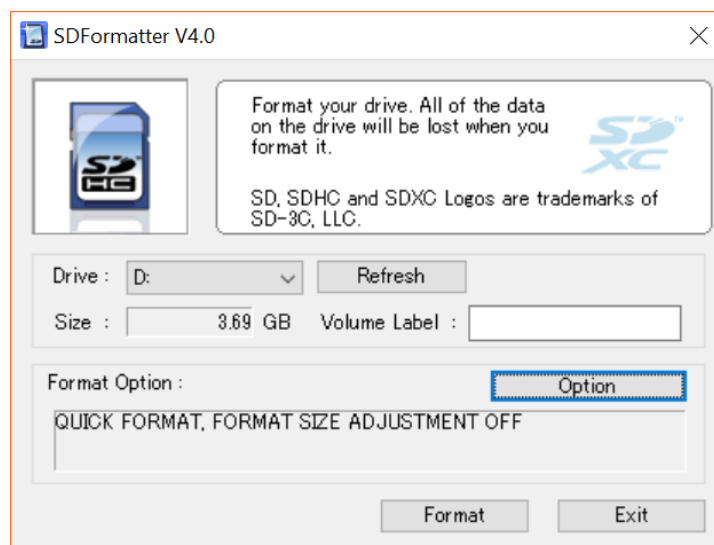 SDFormatter V4.0
Format your drive. All of the data
on the drive will be lost when you
format it.
SD, SDHC and SDXC Logos are trademarks of
SD-3C, LLC.
SD
HC
SD™
XC
Drive : D: Refresh
Size : 3.69 GB Volume Label :
Format Option :
Option
QUICK FORMAT, FORMAT SIZE ADJUSTMENT OFF
Format Exit